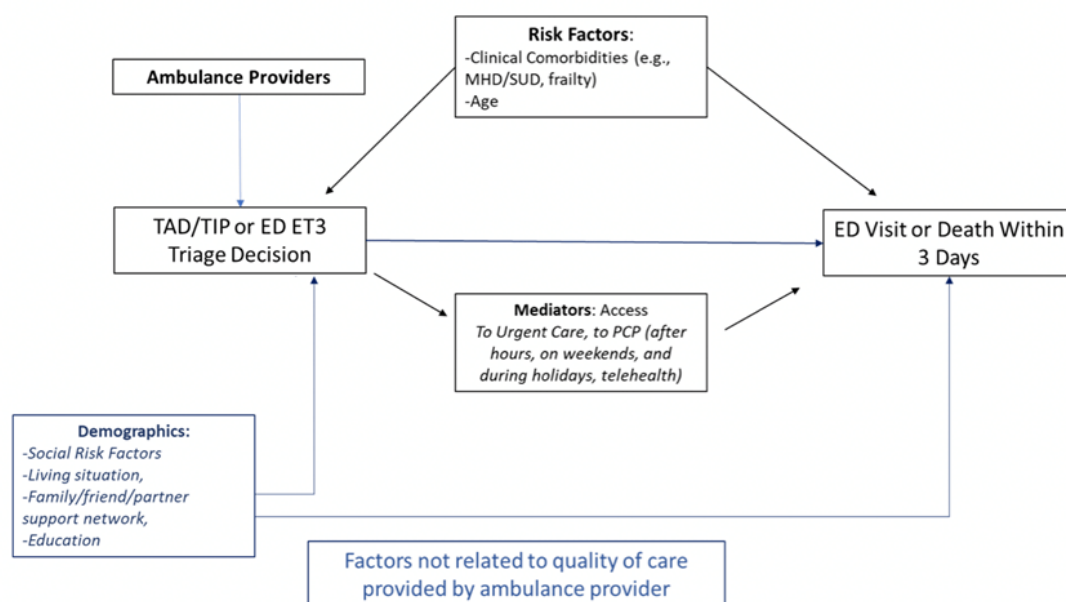 Risk Factors:
-Clinical Comorbidities (e.g.,
MHD/SUD, frailty)
-Age
Ambulance Providers
TAD/TIP or ED ET3
Triage Decision
ED Visit or Death Within
3 Days
Mediators: Access
To Urgent Care, to PCP (after
hours, on weekends, and
during holidays, telehealth)
Demographics:
-Social Risk Factors
-Living situation,
-Family/friend/partner
support network,
-Education
Factors not related to quality of care
provided by ambulance provider